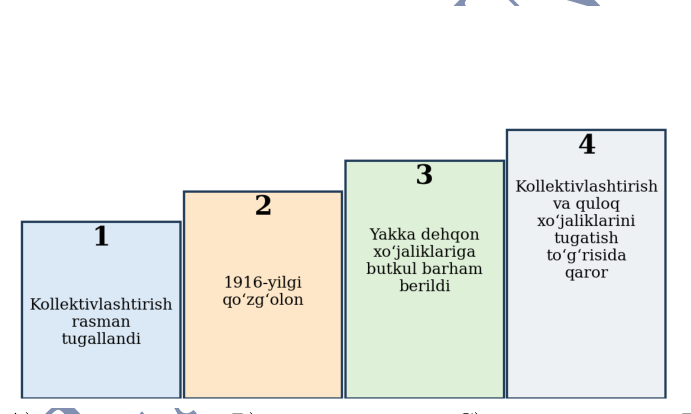 1
Kollektivlashtirish
rasman
tugallandi
2
1916-yilgi
qo‘zg‘olon
3
Yakka dehqon
xo‘jaliklariga
butkul barham
berildi
4
Kollektivlashtirish
va quloq
xo‘jaliklarini
tugatish
to‘g‘risida
qaror